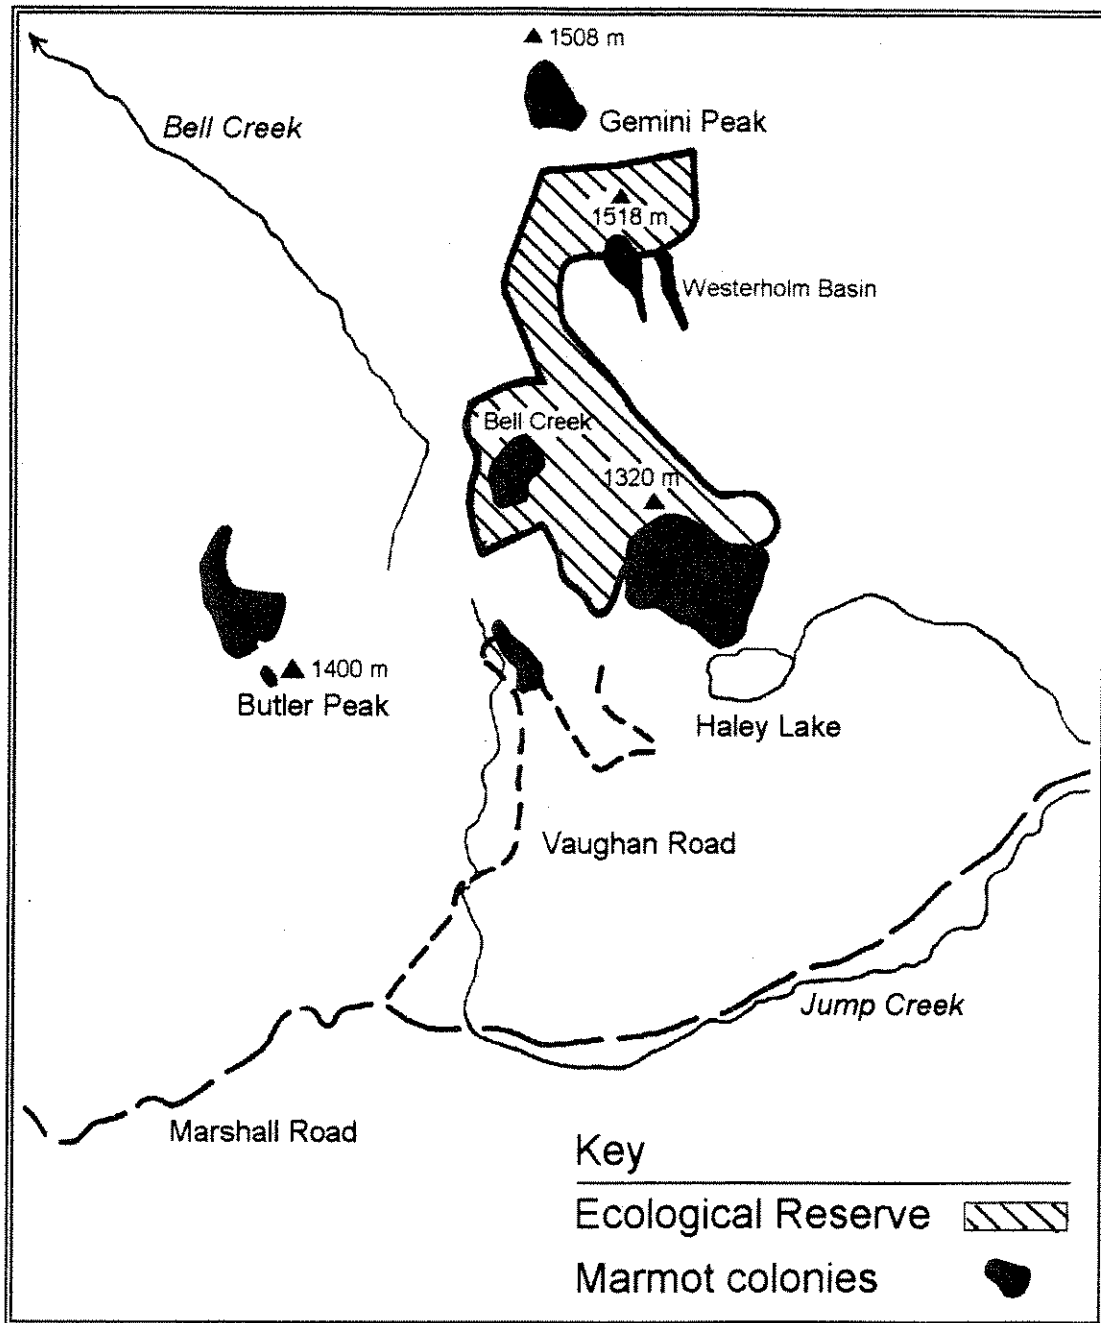 1508 m
Bell Creek
Gemini Peak
1518 m
Westerholm Basin
Bell Creek
1320 m
1400 m
Butler Peak
Haley Lake
Vaughan Road
Jump Creek
Marshall Road
Key
Ecological Reserve
Marmot colonies